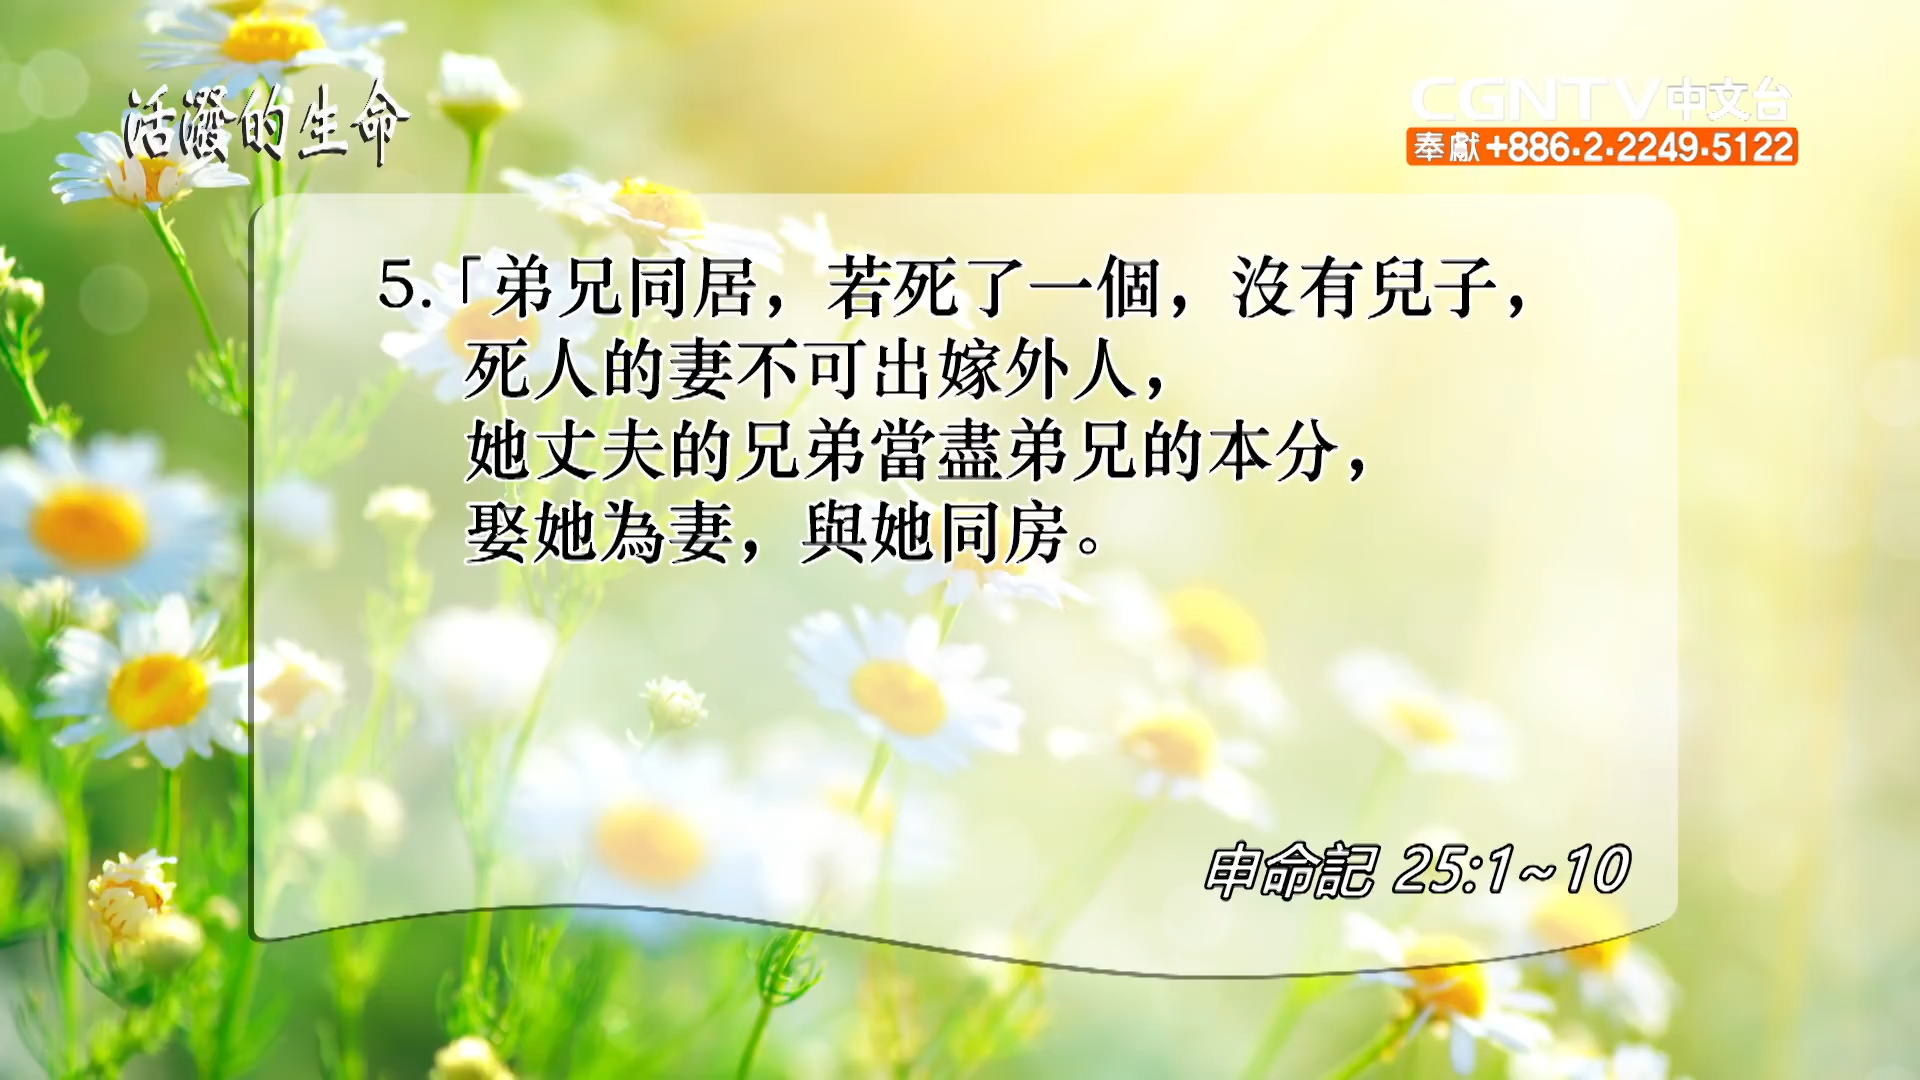 活潑的生命
CGNTV中文台
奉獻+886·2·2249·5122
5.「弟兄同居，若死了一個，沒有兒子，
死人的妻不可出嫁外人，
她丈夫的兄弟當盡弟兄的本分，
娶她為妻，與她同房。
申命記 25:1~10